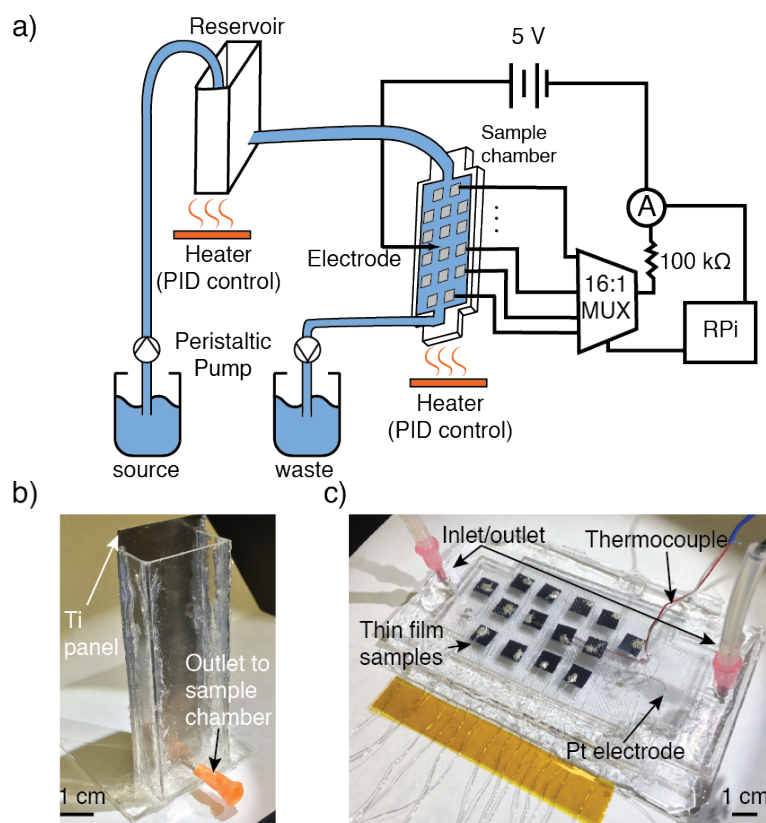 a)
Reservoir
5 V
Sample
chamber
A
Heater
(PID control)
Electrode
100 kΩ
16:1
MUX
RPi
Peristaltic
Pump
Heater
(PID control)
source
waste
b)
c)
Inlet/outlet
Thermocouple
Ti
panel
Thin film
samples
Outlet to
sample
chamber
Pt electrode
1 cm
1 cm